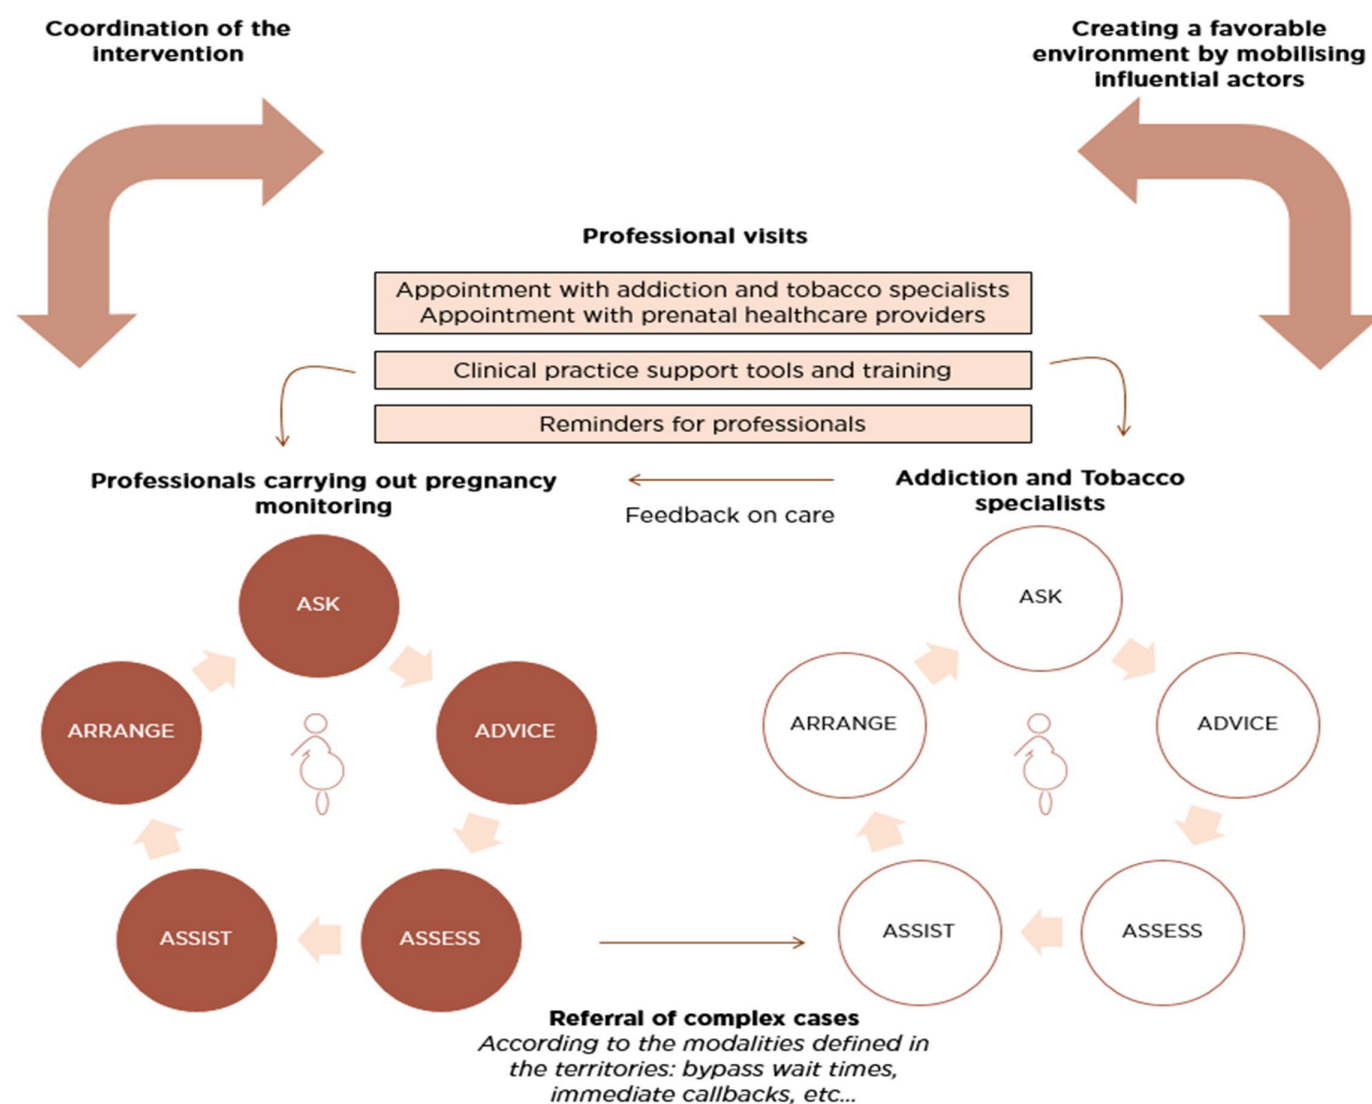 Coordination of the
intervention
Creating a favorable
environment by mobilising
influential actors
Professional visits
Appointment with addiction and tobacco specialists
Appointment with prenatal healthcare providers
Clinical practice support tools and training
Reminders for professionals
Professionals carrying out pregnancy
monitoring
Feedback on care
Addiction and Tobacco
specialists
ASK
ADVICE
ASSESS
ASSIST
ARRANGE
ASK
ADVICE
ASSESS
ASSIST
ARRANGE
Referral of complex cases
According to the modalities defined in
the territories: bypass wait times,
immediate callbacks, etc...